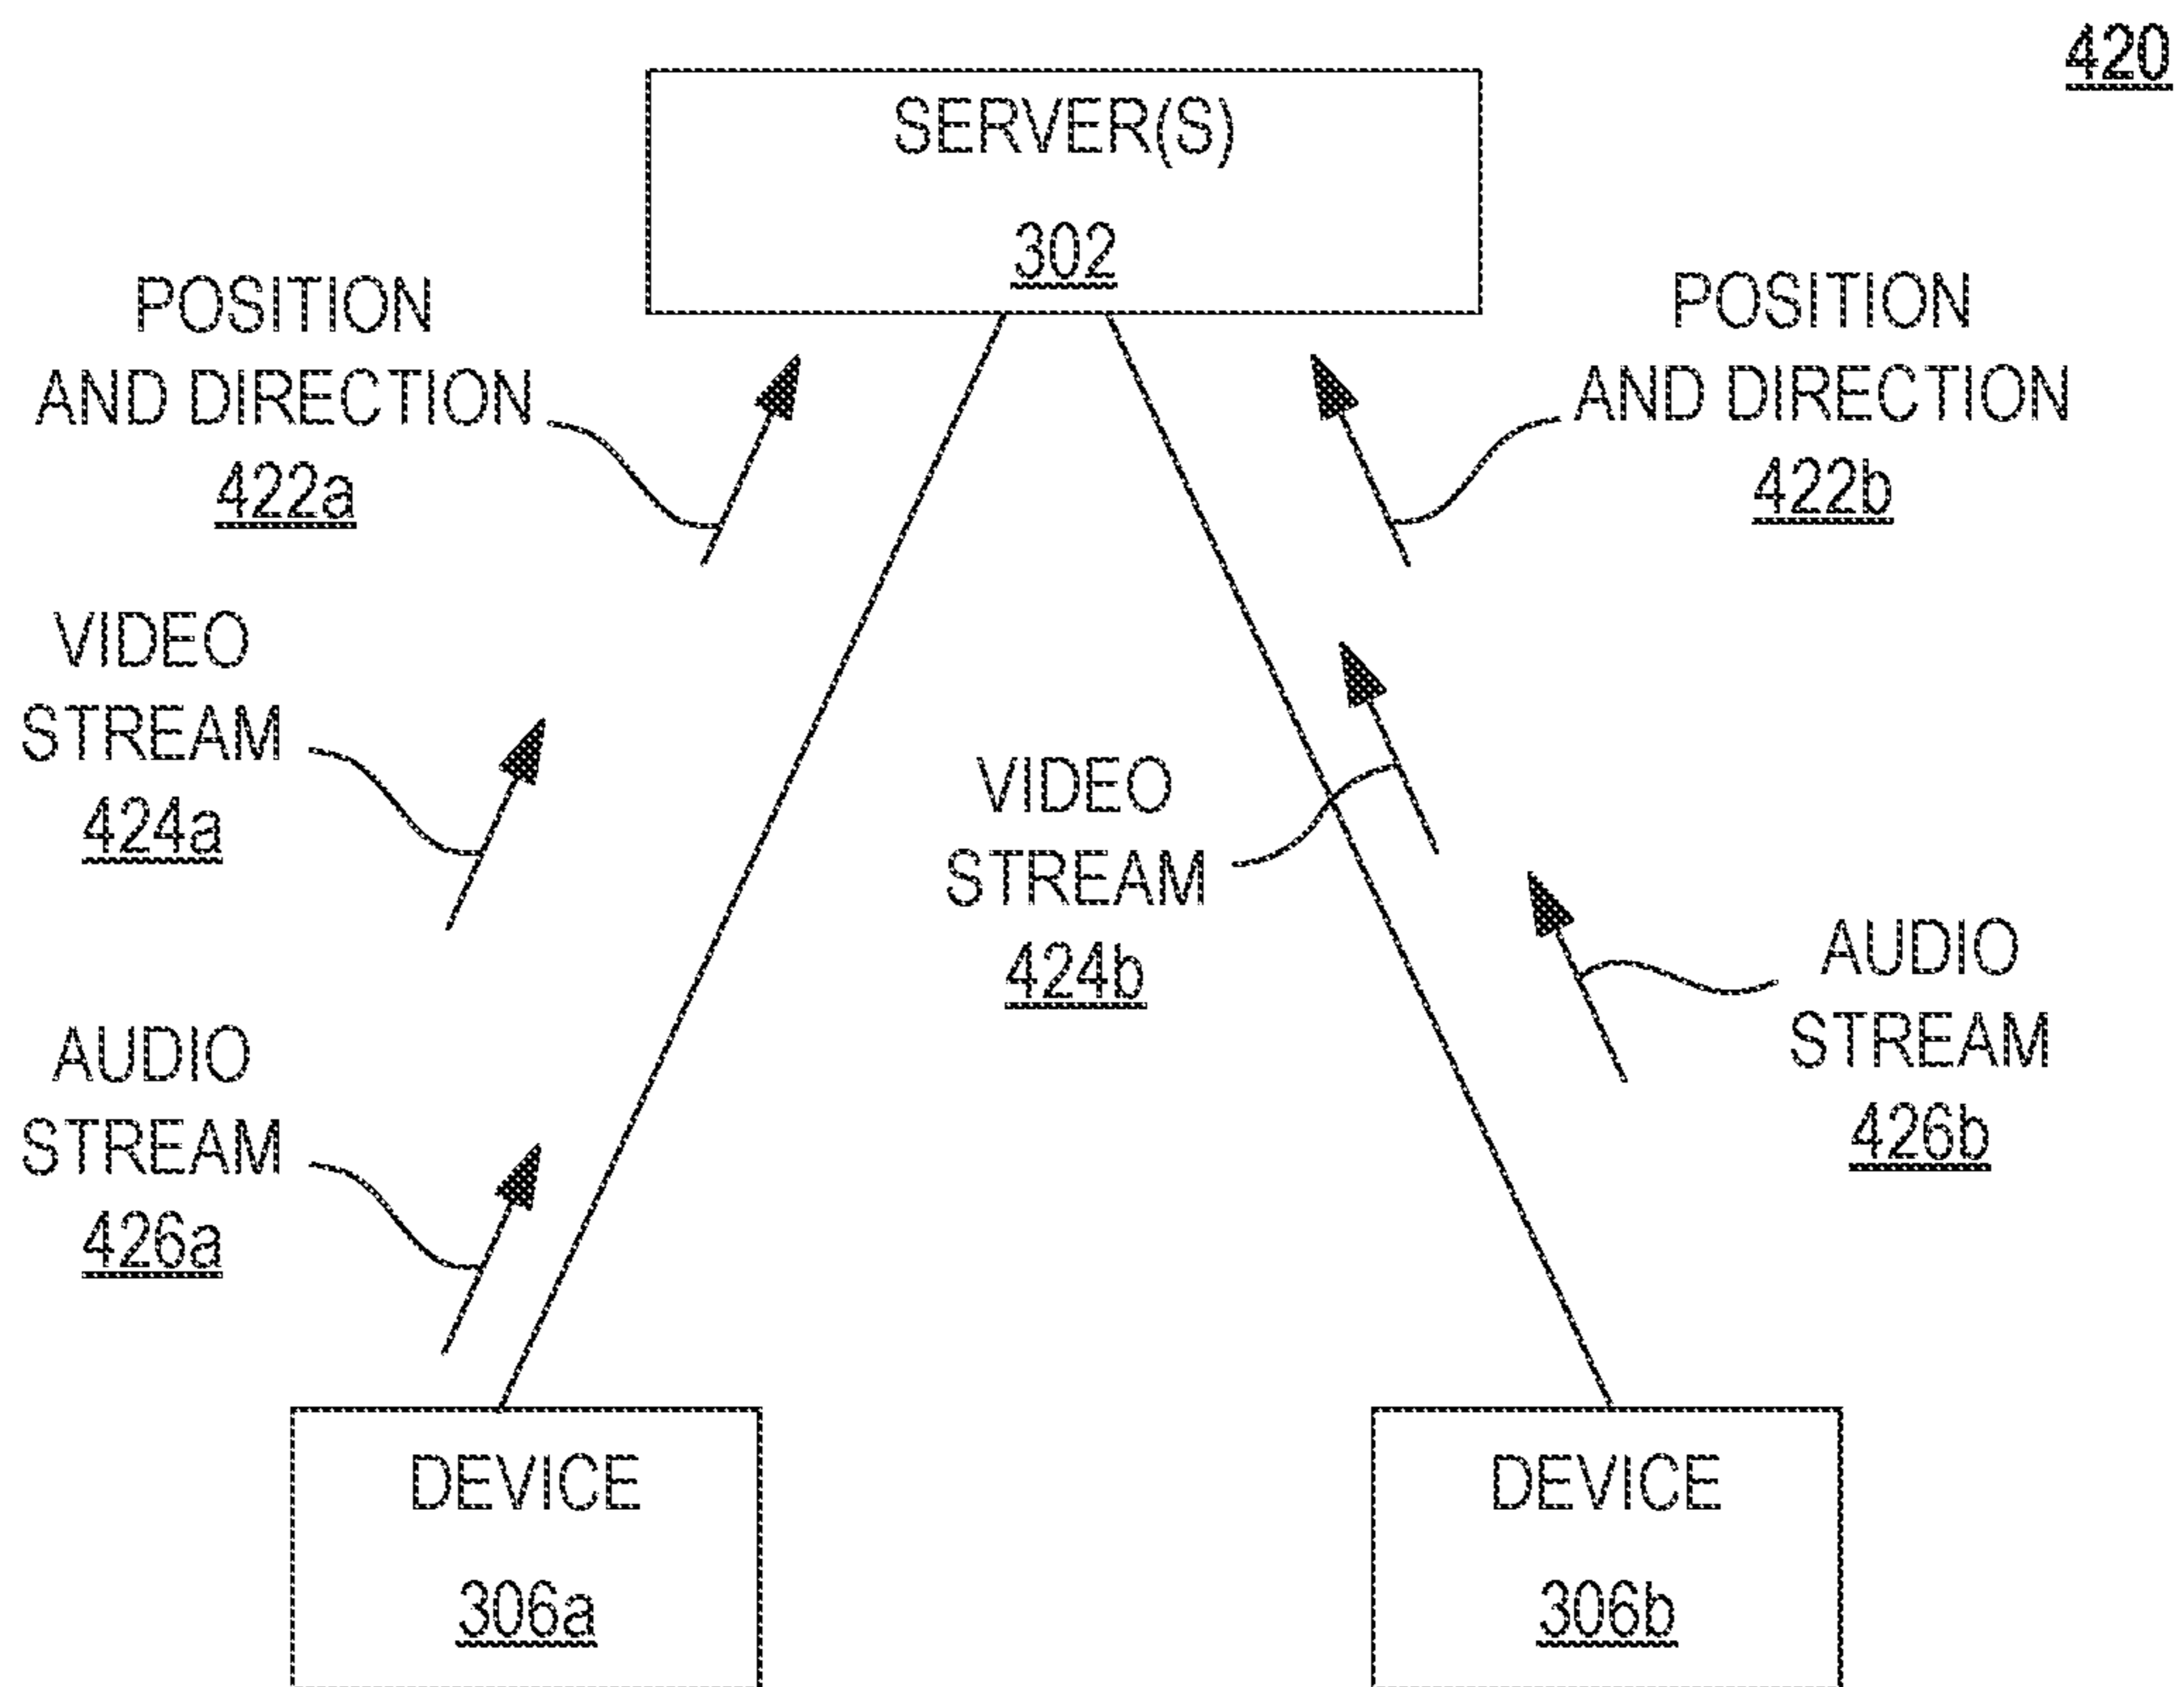 420
SERVER(S)
302
POSITION
AND DIRECTION
422a
POSITION
AND DIRECTION
422b
VIDEO
STREAM
424a
VIDEO
STREAM
424b
AUDIO
STREAM
426b
AUDIO
STREAM
426a
DEVICE
306a
DEVICE
306b